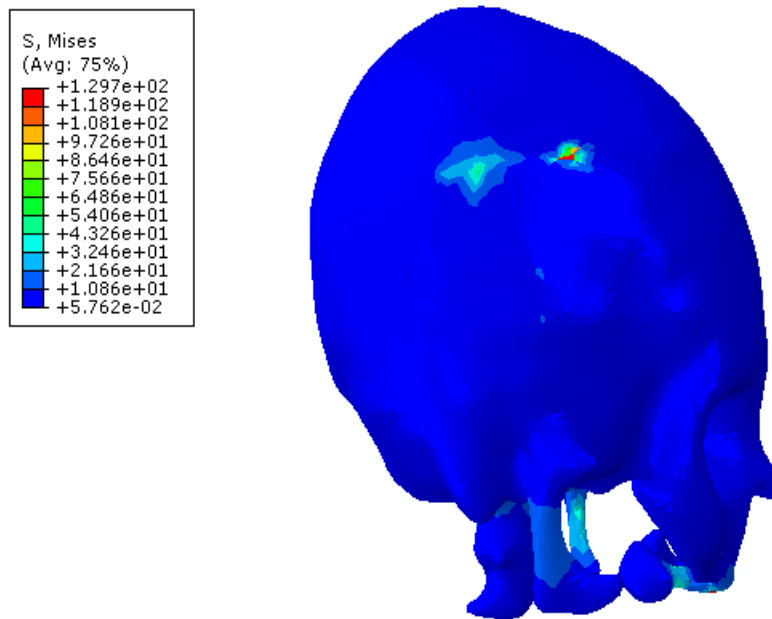 S, Mises
(Avg: 75%)
+1.297e+02
+1.189e+02
+1.081e+02
+9.726e+01
+8.646e+01
+7.566e+01
+6.486e+01
+5.406e+01
+4.326e+01
+3.246e+01
+2.166e+01
+1.086e+01
+5.762e-02